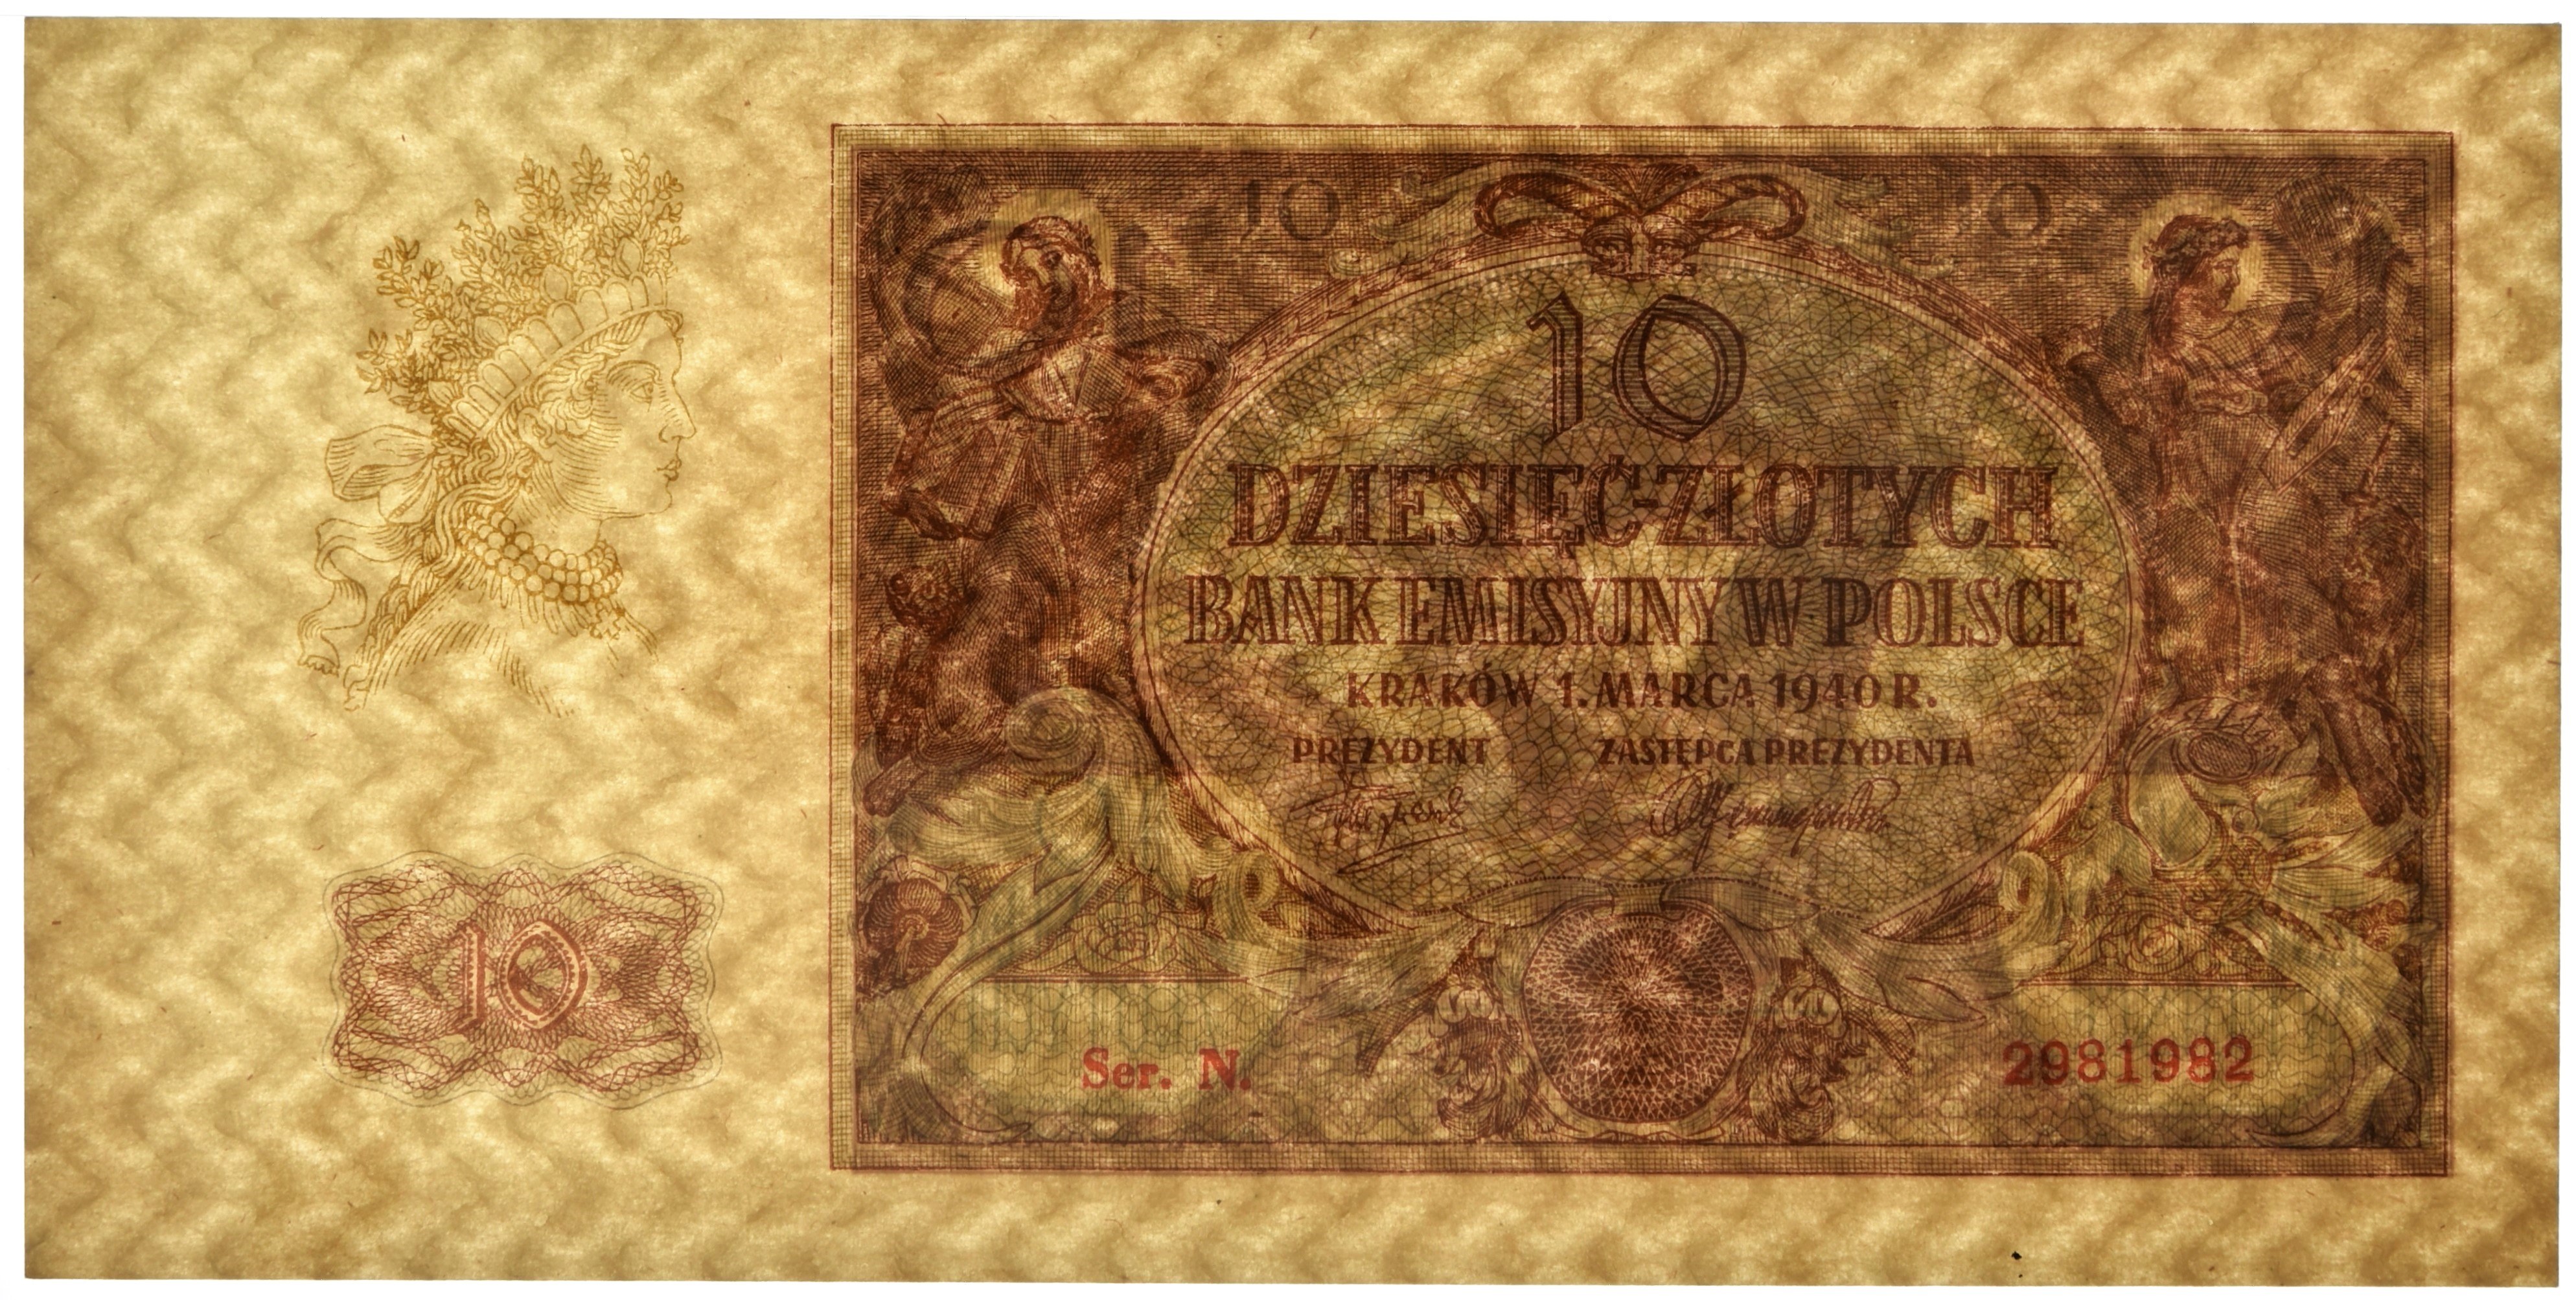 10 10
10
DZIESIĘĆ-ZŁOTYCH
BANK EMISYJNY W POLSCE
KRAKÓW 1. MARCA 1940 R.
PREZYDENT ZASTĘPCA PREZYDENTA
10
Ser. N. 2981982